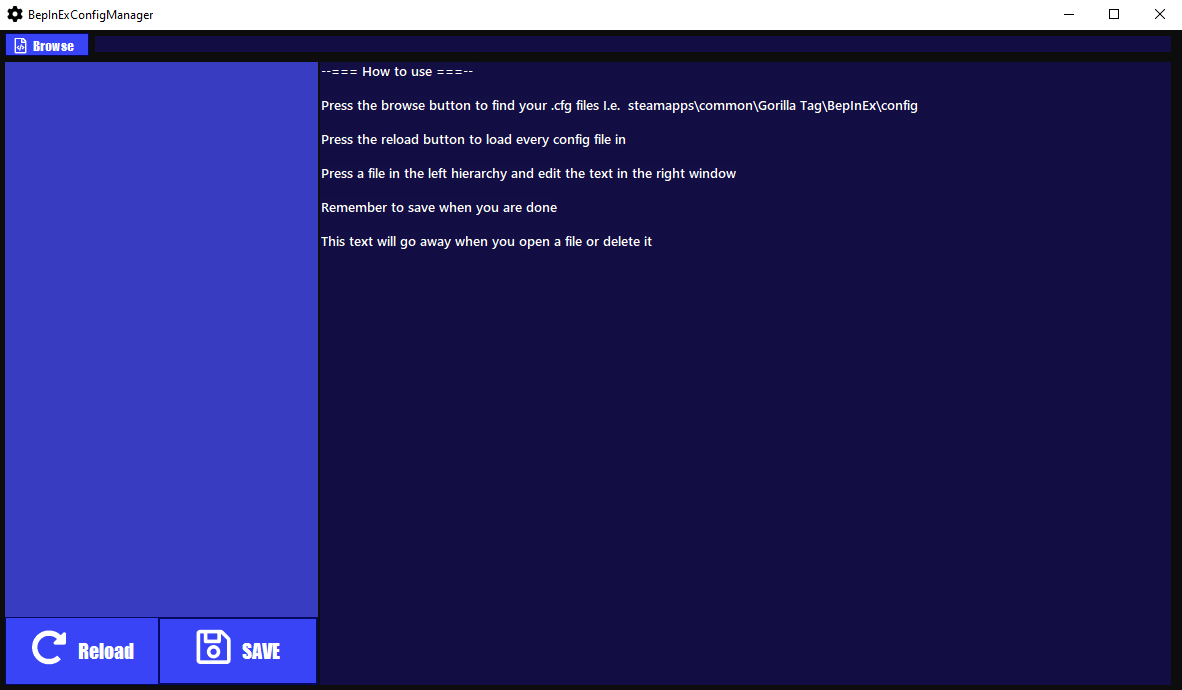 BepInExConfigManager
Browse
--=== How to use ===--
Press the browse button to find your .cfg files I.e.  steamapps\common\Gorilla Tag\BepInEx\config
Press the reload button to load every config file in
Press a file in the left hierarchy and edit the text in the right window
Remember to save when you are done
This text will go away when you open a file or delete it
Reload
SAVE